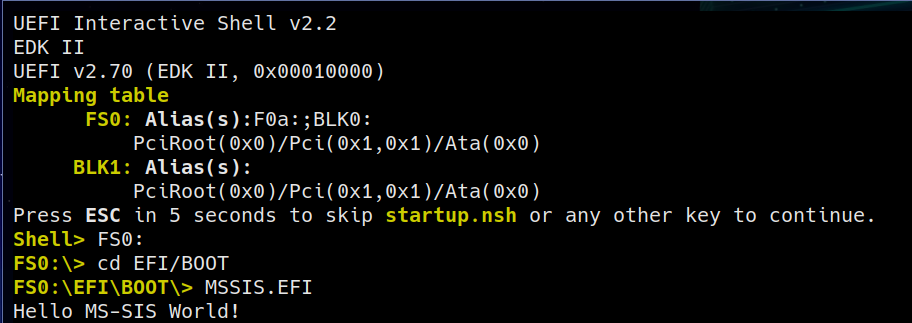 UEFI Interactive Shell v2.2
EDK II
UEFI v2.70 (EDK II, 0x00010000)
Mapping table
FS0: Alias(s):F0a:;BLK0:
PciRoot(0x0)/Pci(0x1,0x1)/Ata(0x0)
BLK1: Alias(s):
PciRoot(0x0)/Pci(0x1,0x1)/Ata(0x0)
Press ESC in 5 seconds to skip startup.nsh or any other key to continue.
Shell> FS0:
FS0:\> cd EFI/BOOT
FS0:\EFI\BOOT\> MSSIS.EFI
Hello MS-SIS World!